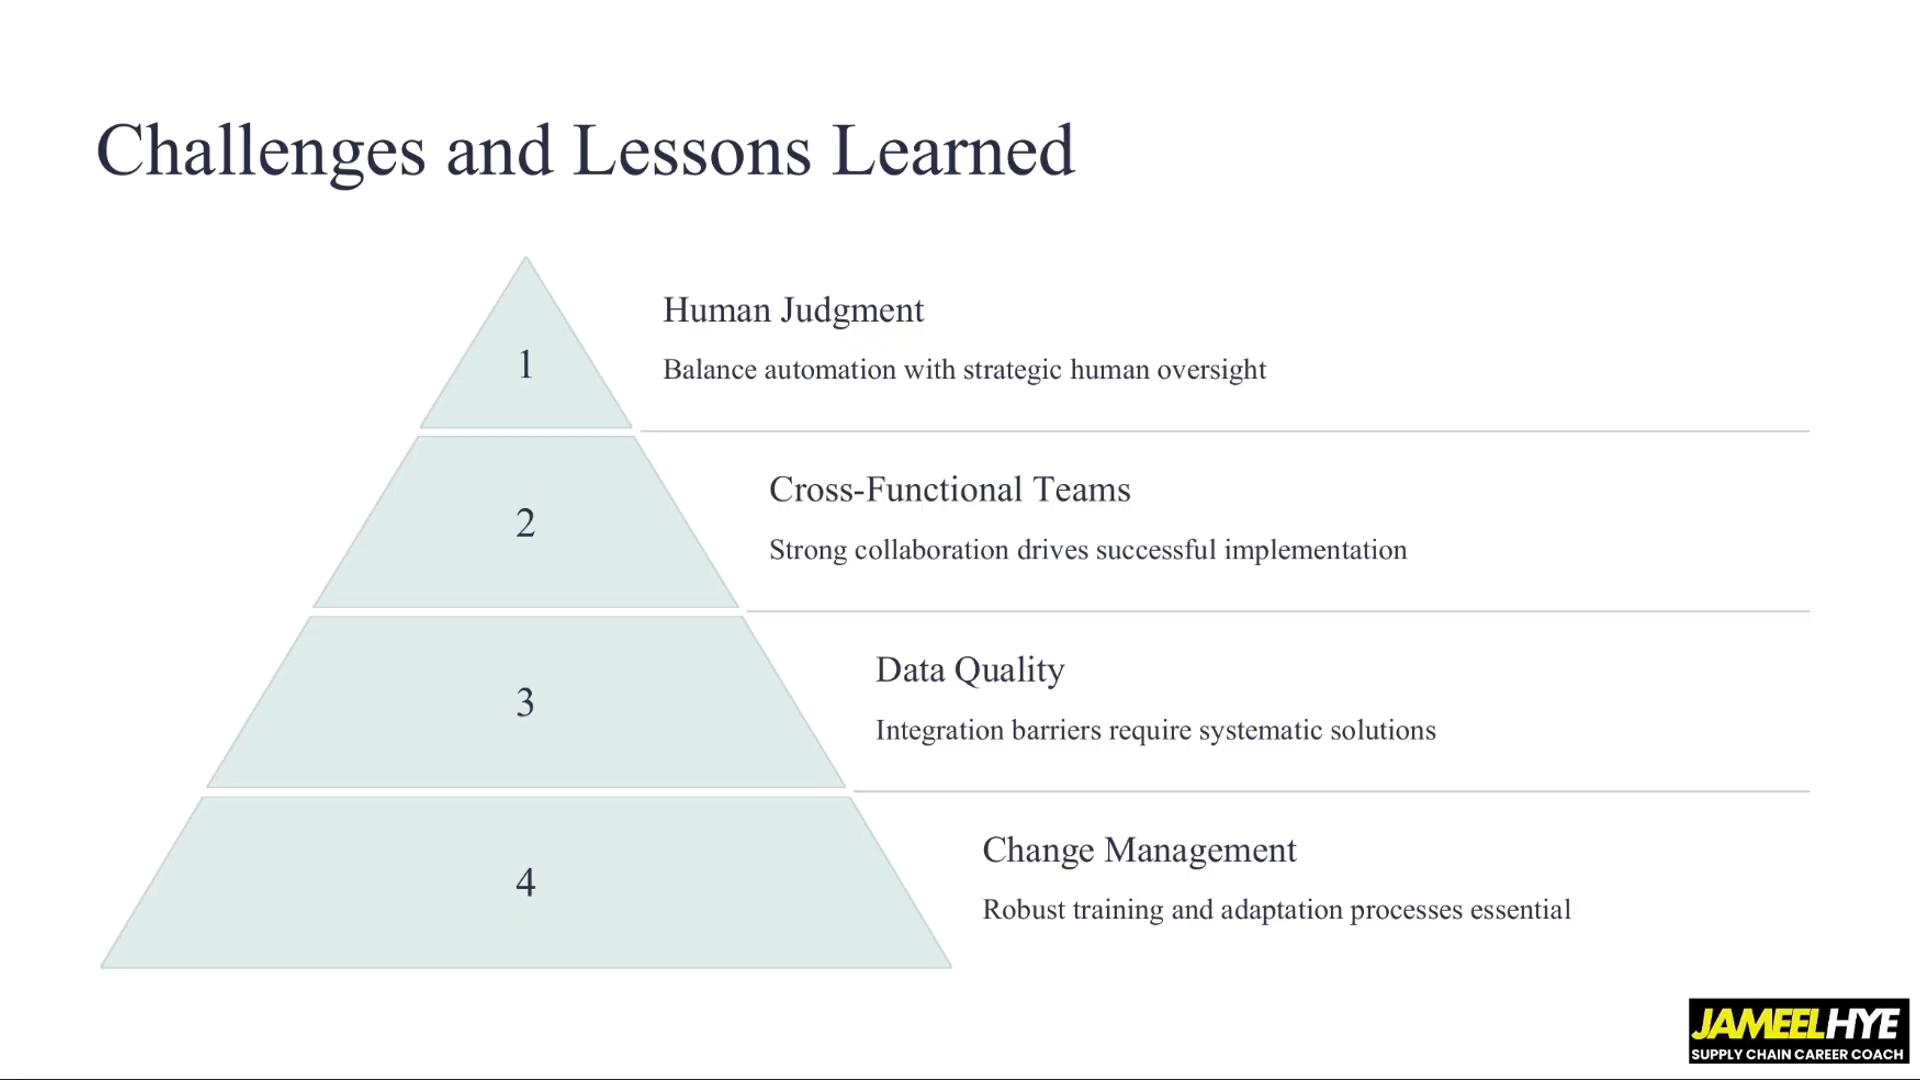 Challenges and Lessons Learned
1
Human Judgment
Balance automation with strategic human oversight
2
Cross-Functional Teams
Strong collaboration drives successful implementation
3
Data Quality
Integration barriers require systematic solutions
4
Change Management
Robust training and adaptation processes essential
JAMEELHYE
SUPPLY CHAIN CAREER COACH